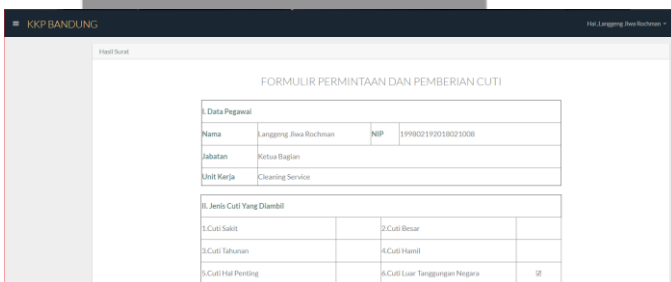 ≡ KKP BANDUNG Hai ,Langgeng Jiwa Rochman
Hasil Surat
FORMULIR PERMINTAAN DAN PEMBERIAN CUTI
I. Data Pegawai
Nama Langgeng Jiwa Rochman NIP 199802192018021008
Jabatan Ketua Bagian
Unit Kerja Cleaning Service
II. Jenis Cuti Yang Diambil
1.Cuti Sakit 2.Cuti Besar
3.Cuti Tahunan 4.Cuti Hamil
5.Cuti Hal Penting 6.Cuti Luar Tanggungan Negara ☑